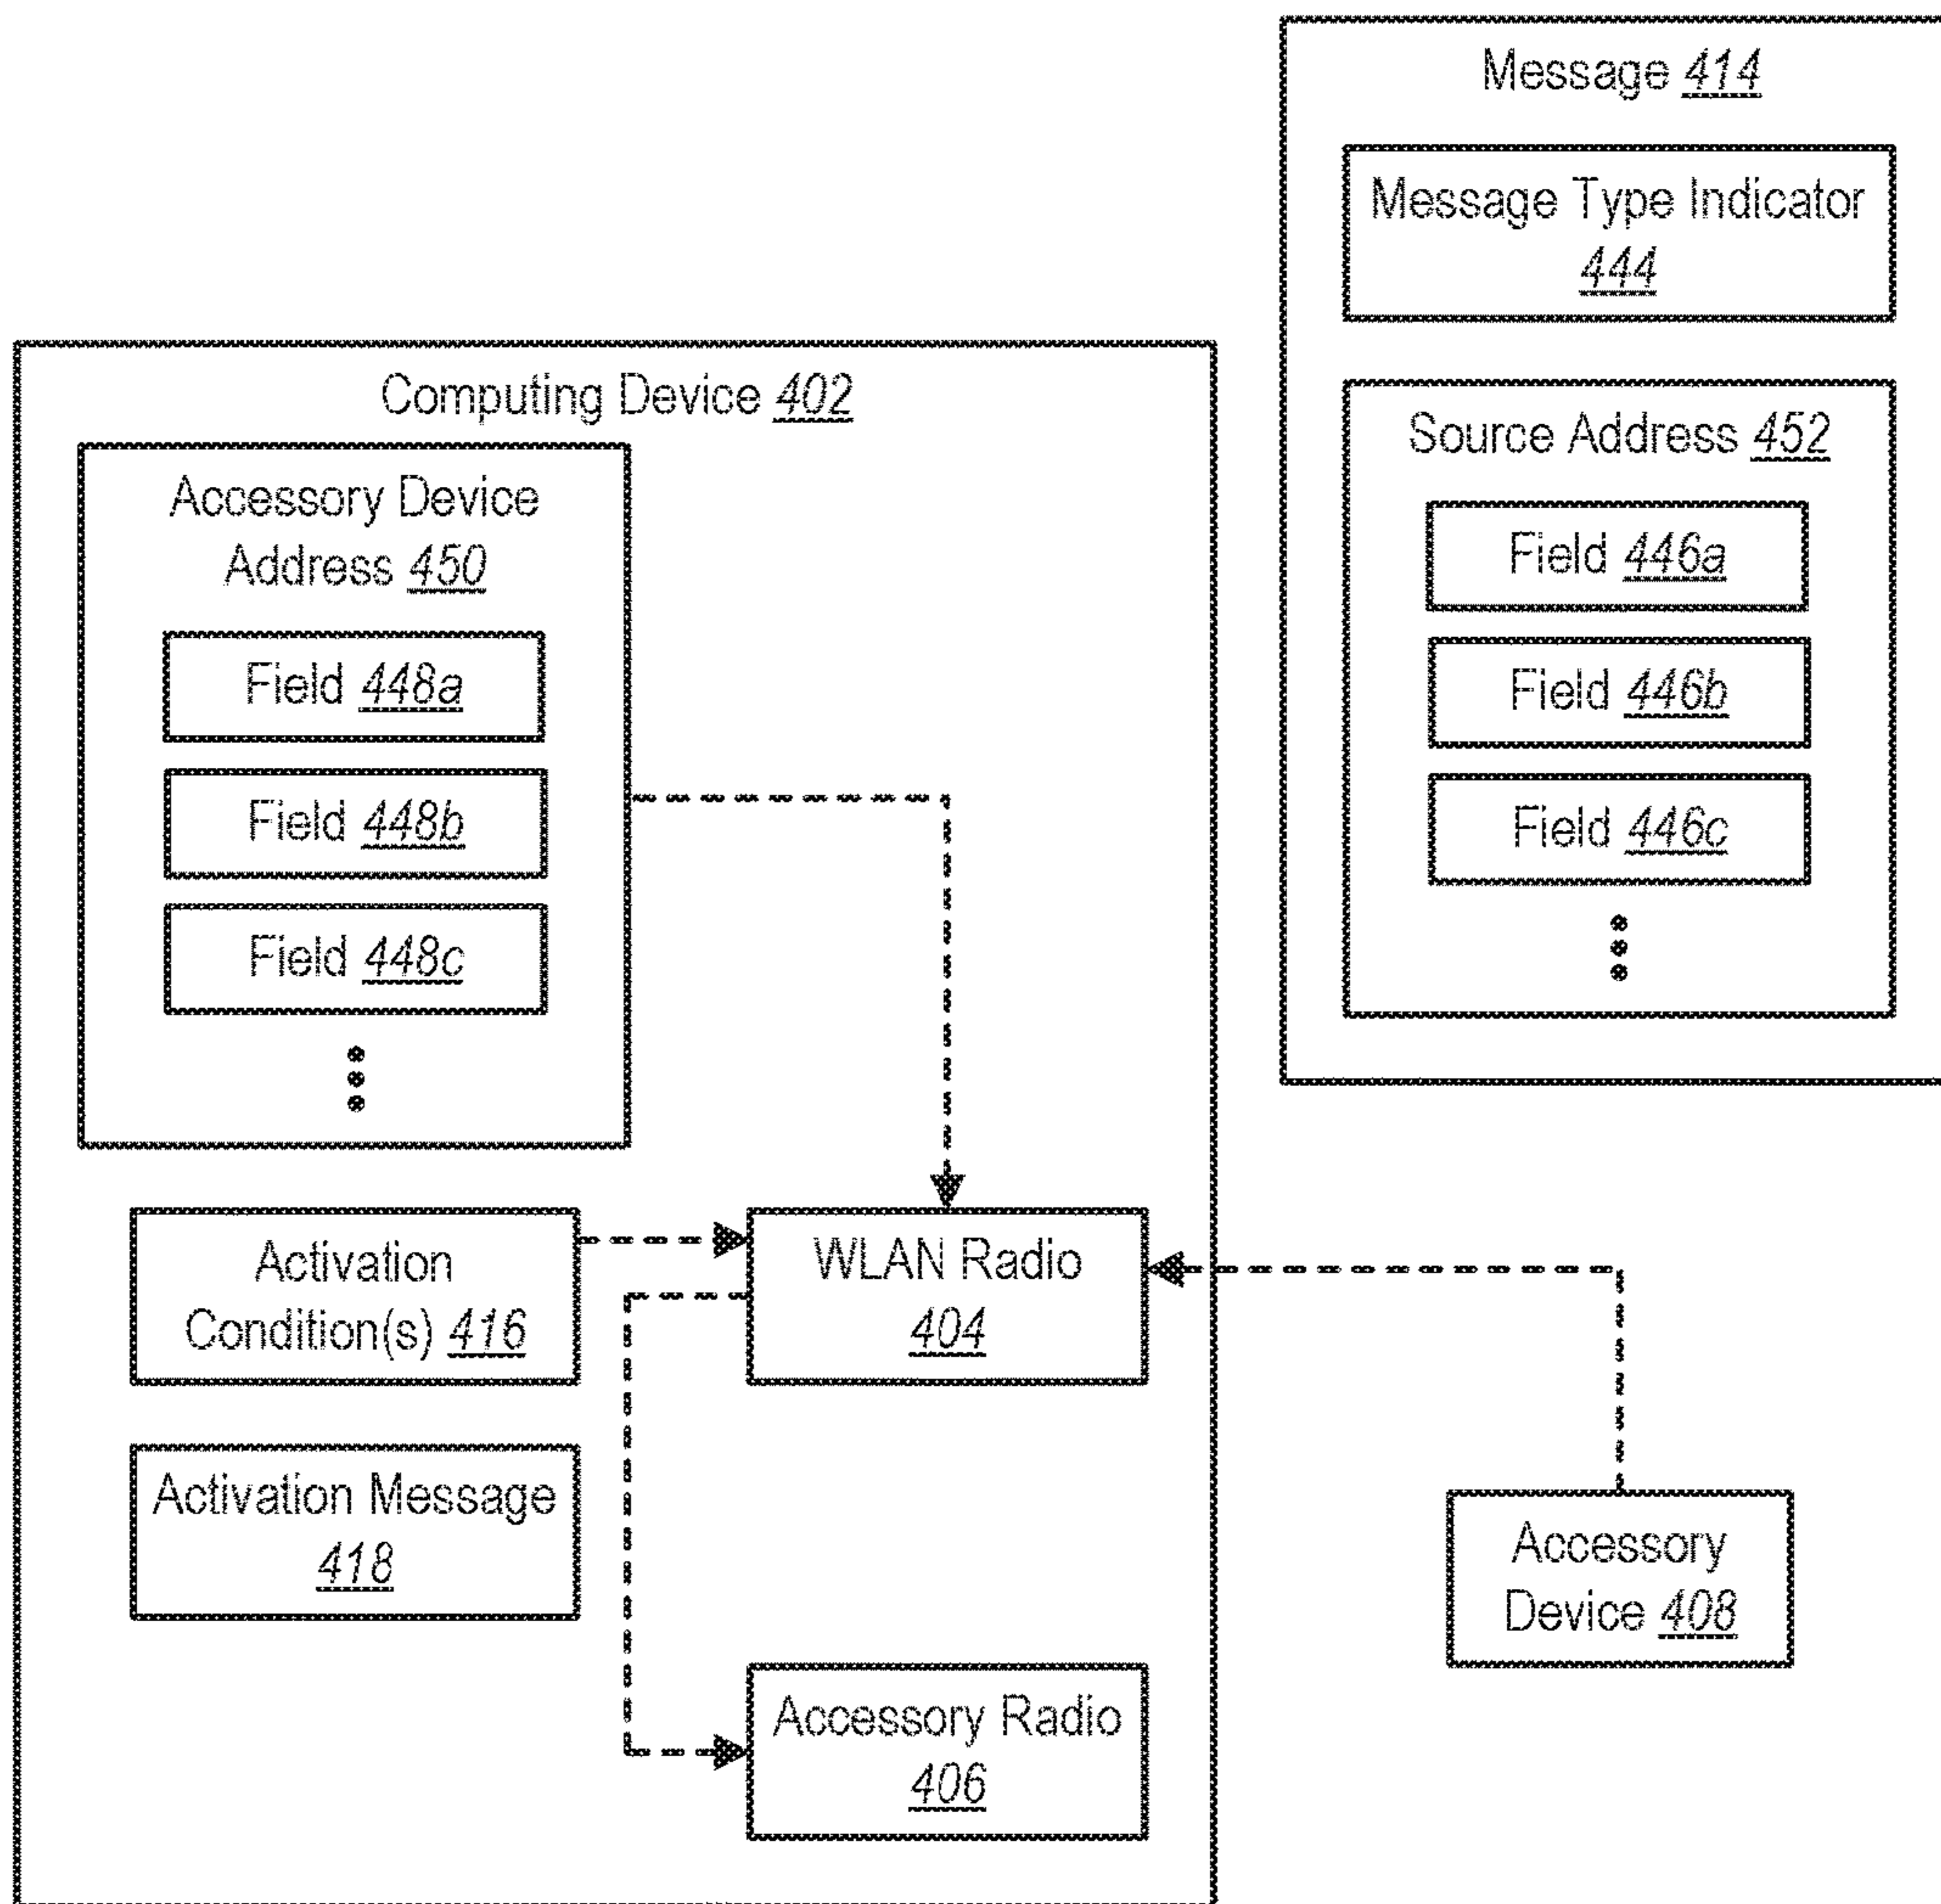 Message 414
Message Type Indicator
444
Source Address 452
Field 446a
Field 446b
Field 446c
Computing Device 402
Accessory Device
Address 450
Field 448a
Field 448b
Field 448c
Activation
Condition(s) 416
WLAN Radio
404
Activation Message
418
Accessory
Device 408
Accessory Radio
406